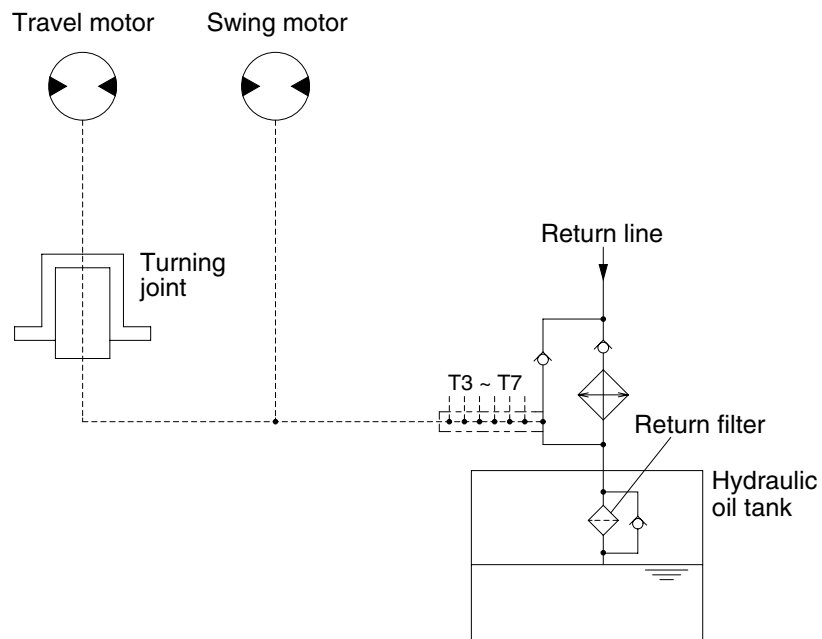 Travel motor
Swing motor
Turning
joint
Return line
T3 ~ T7
Return filter
Hydraulic
oil tank